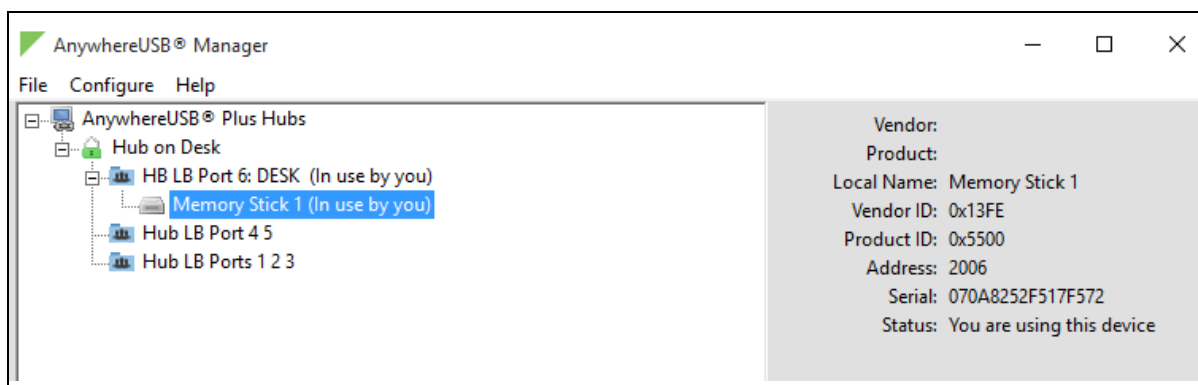 AnywhereUSB® Manager
File Configure Help
AnywhereUSB® Plus Hubs
Hub on Desk
HB LB Port 6: DESK (In use by you)
Memory Stick 1 (In use by you)
Hub LB Port 4 5
Hub LB Ports 1 2 3
Vendor:
Product:
Local Name: Memory Stick 1
Vendor ID: 0x13FE
Product ID: 0x5500
Address: 2006
Serial: 070A8252F517F572
Status: You are using this device